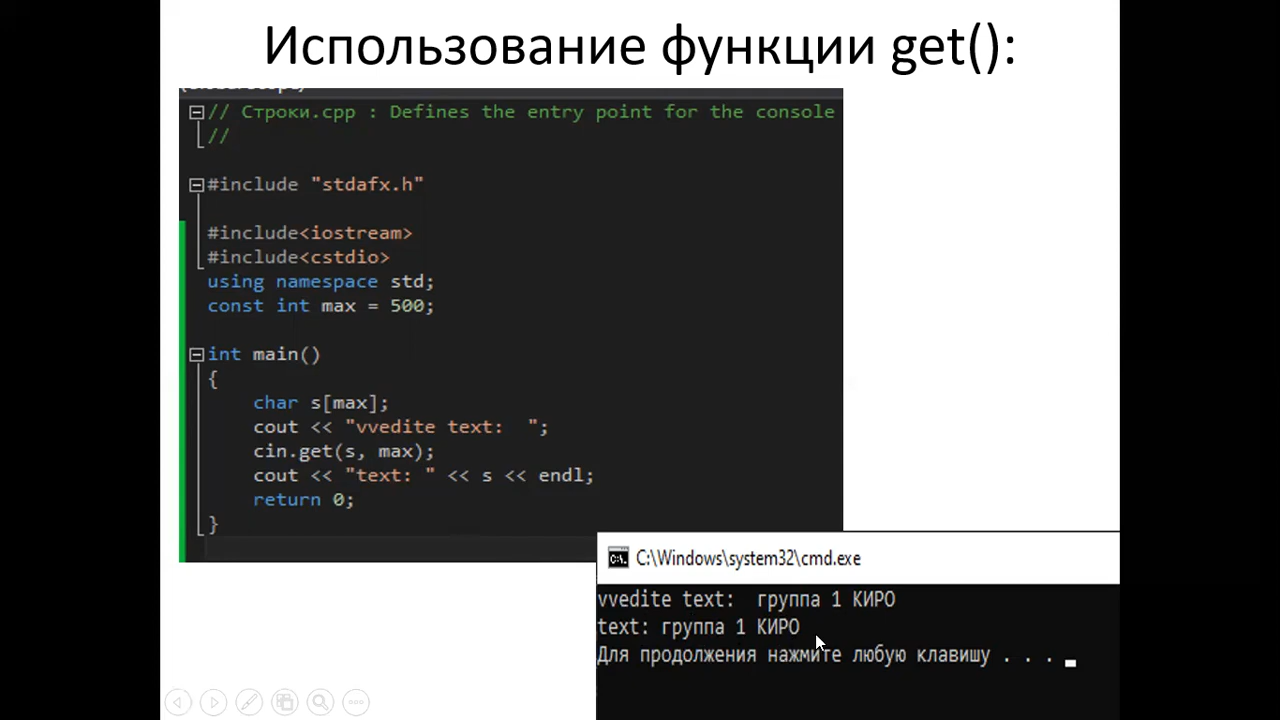 Использование функции get():
// Строки.cpp : Defines the entry point for the console
//
#include "stdafx.h"
#include<iostream>
#include<cstdio>
using namespace std;
const int max = 500;
int main()
{
char s[max];
cout << "vvedite text:  ";
cin.get(s, max);
cout << "text: " << s << endl;
return 0;
}
C:\Windows\system32\cmd.exe
vvedite text:  группа 1 КИРО
text: группа 1 КИРО
Для продолжения нажмите любую клавишу . . .